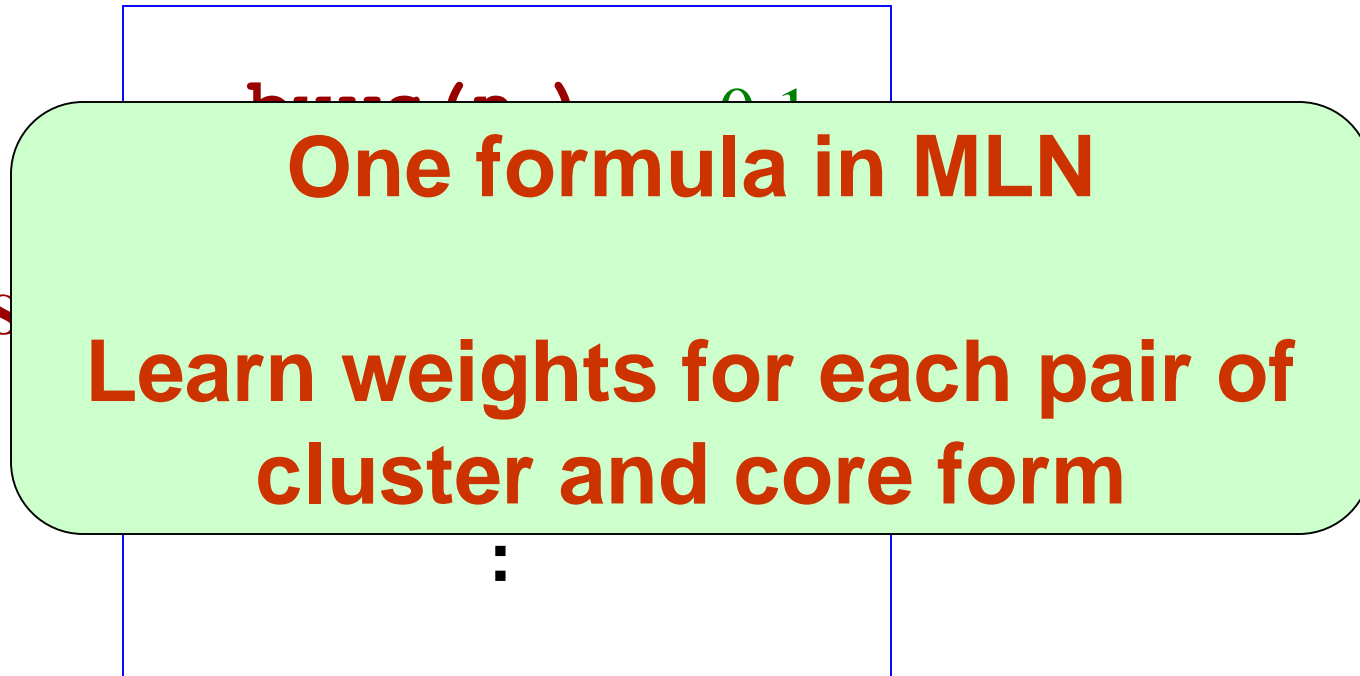 One formula in MLN
Learn weights for each pair of
cluster and core form
: